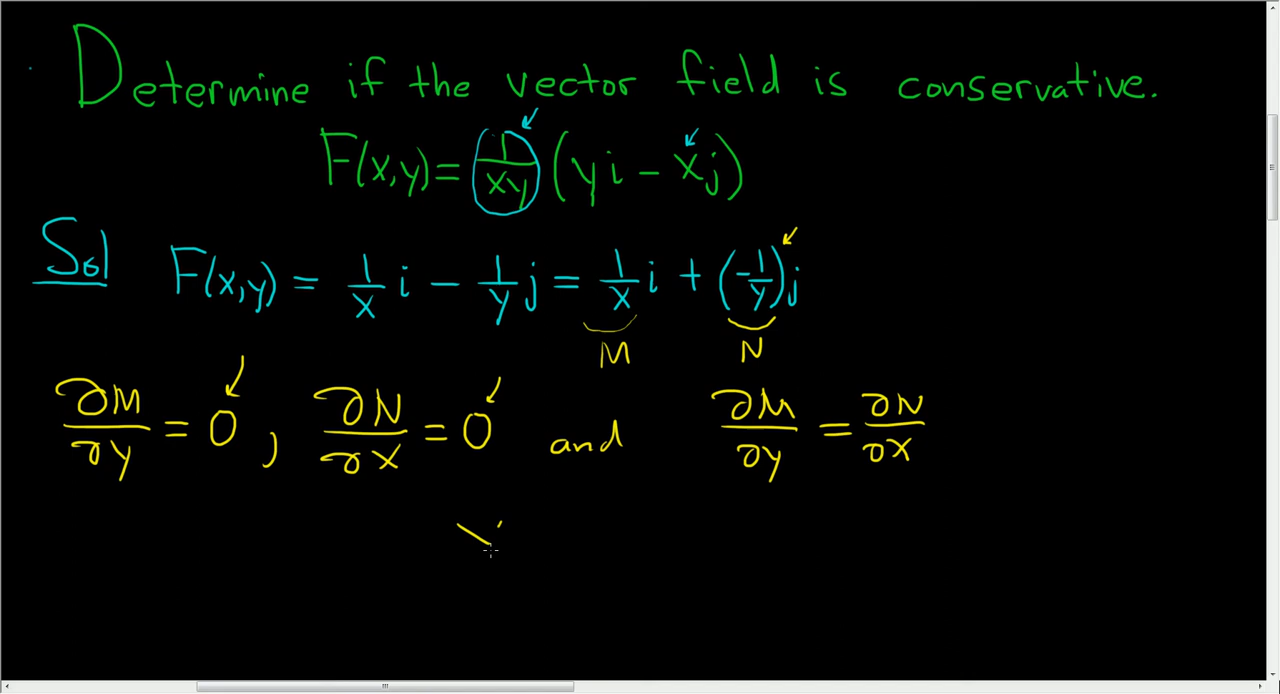 Determine if the vector field is conservative.
F(x,y) = 1/xy (yi − xj)
Sol F(x,y) = 1/x i − 1/y j = 1/x i + (−1/y)j
M N
∂M/∂y = 0, ∂N/∂x = 0 and ∂M/∂y = ∂N/∂x